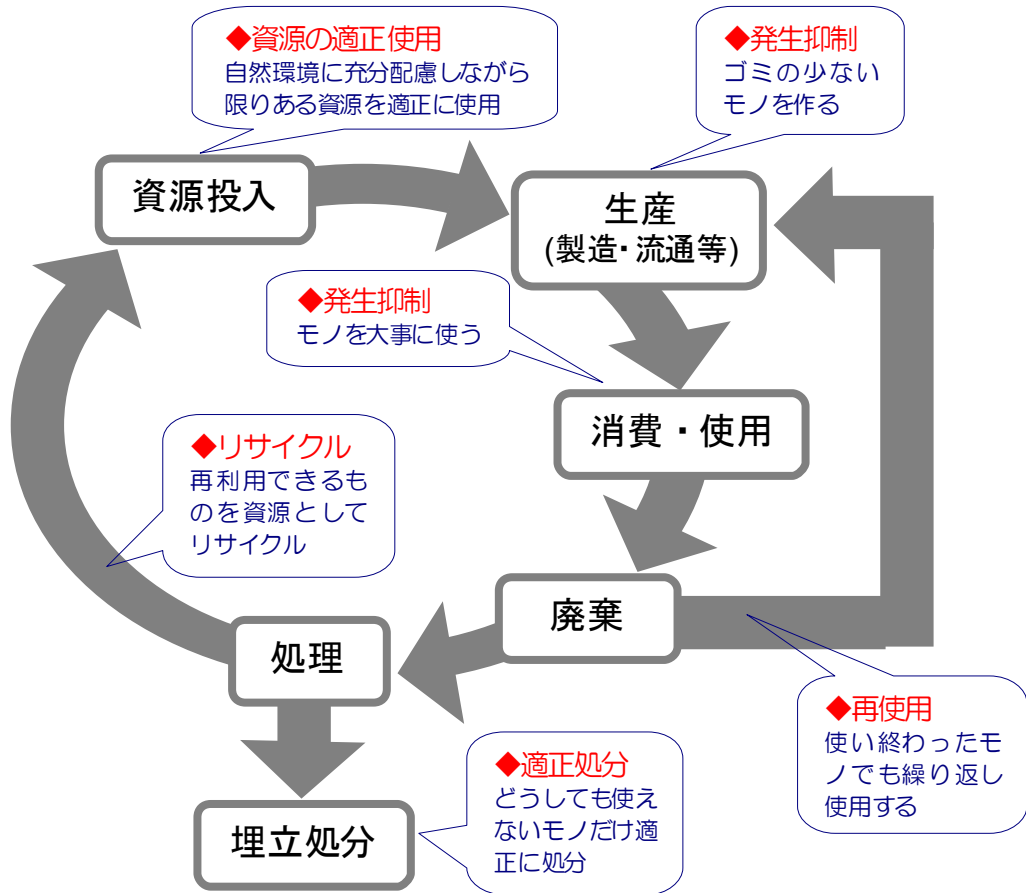 ◆資源の適正使用
自然環境に充分配慮しながら
限りある資源を適正に使用
◆発生抑制
ゴミの少ない
モノを作る
資源投入
生産
(製造・流通等)
◆発生抑制
モノを大事に使う
消費・使用
◆リサイクル
再利用できるも
のを資源として
リサイクル
廃棄
処理
◆再使用
使い終わったモ
ノでも繰り返し
使用する
◆適正処分
どうしても使え
ないモノだけ適
正に処分
埋立処分